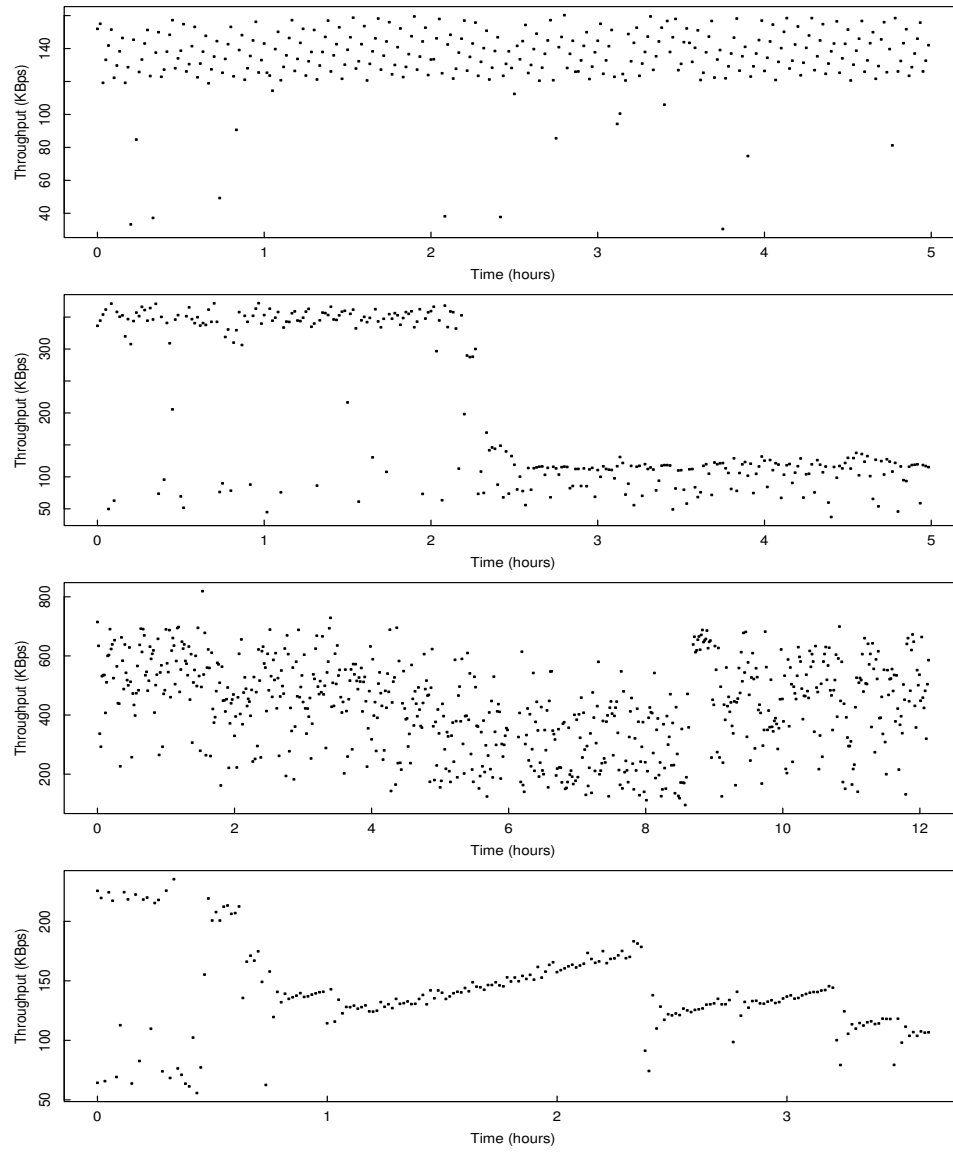 Throughput (KBps)
40 60 80 100 140
0 1 2 3 4 5
Time (hours)
Throughput (KBps)
50 100 200 300
0 1 2 3 4 5
Time (hours)
Throughput (KBps)
200 400 600 800
0 2 4 6 8 10 12
Time (hours)
Throughput (KBps)
50 100 150 200
0 1 2 3
Time (hours)